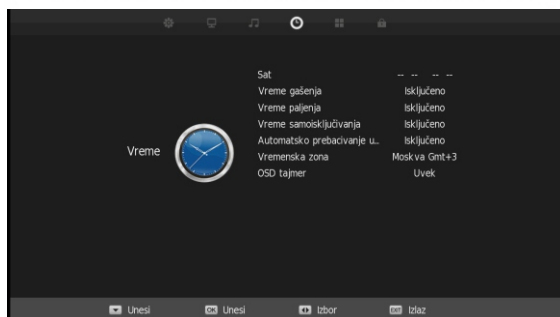 Sat -- -- -- --
Vreme gašenja Isključeno
Vreme paljenja Isključeno
Vreme samoisključivanja Isključeno
Automatsko prebacivanje u... Isključeno
Vreme
Vremenska zona Moskva Gmt+3
OSD tajmer Uvek
Unesi OK Unesi Izbor EXIT Izlaz